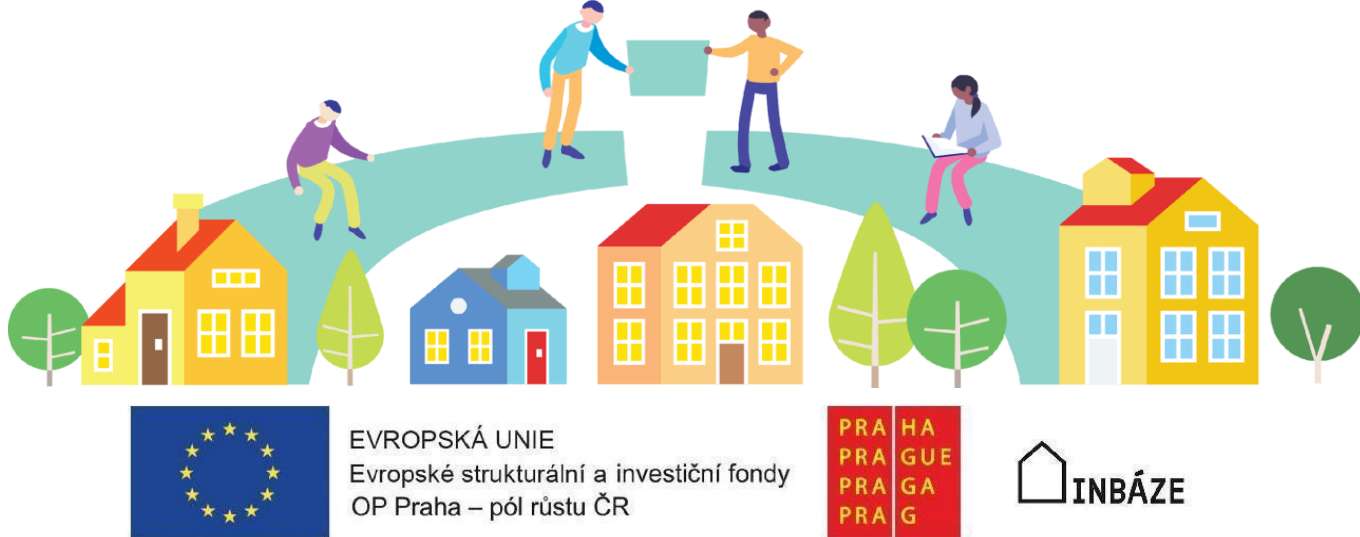 EVROPSKÁ UNIE
Evropské strukturální a investiční fondy
OP Praha – pól růstu ČR
PRA HA
PRA GUE
PRA GA
PRA G
INBÁZE